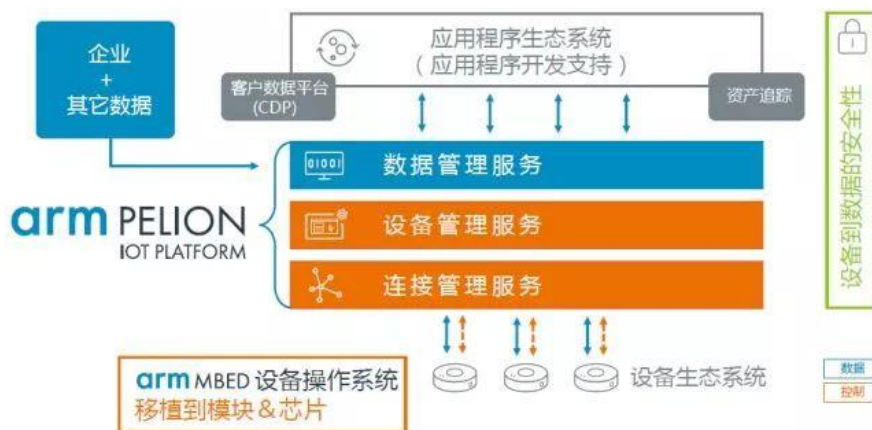 企业
+
其它数据
应用程序生态系统
（应用程序开发支持）
客户数据平台
(CDP)
资产追踪
01001
数据管理服务
arm PELION
IOT PLATFORM
设备管理服务
连接管理服务
设备到数据的安全性
arm MBED 设备操作系统
移植到模块&芯片
设备生态系统
数据
控制